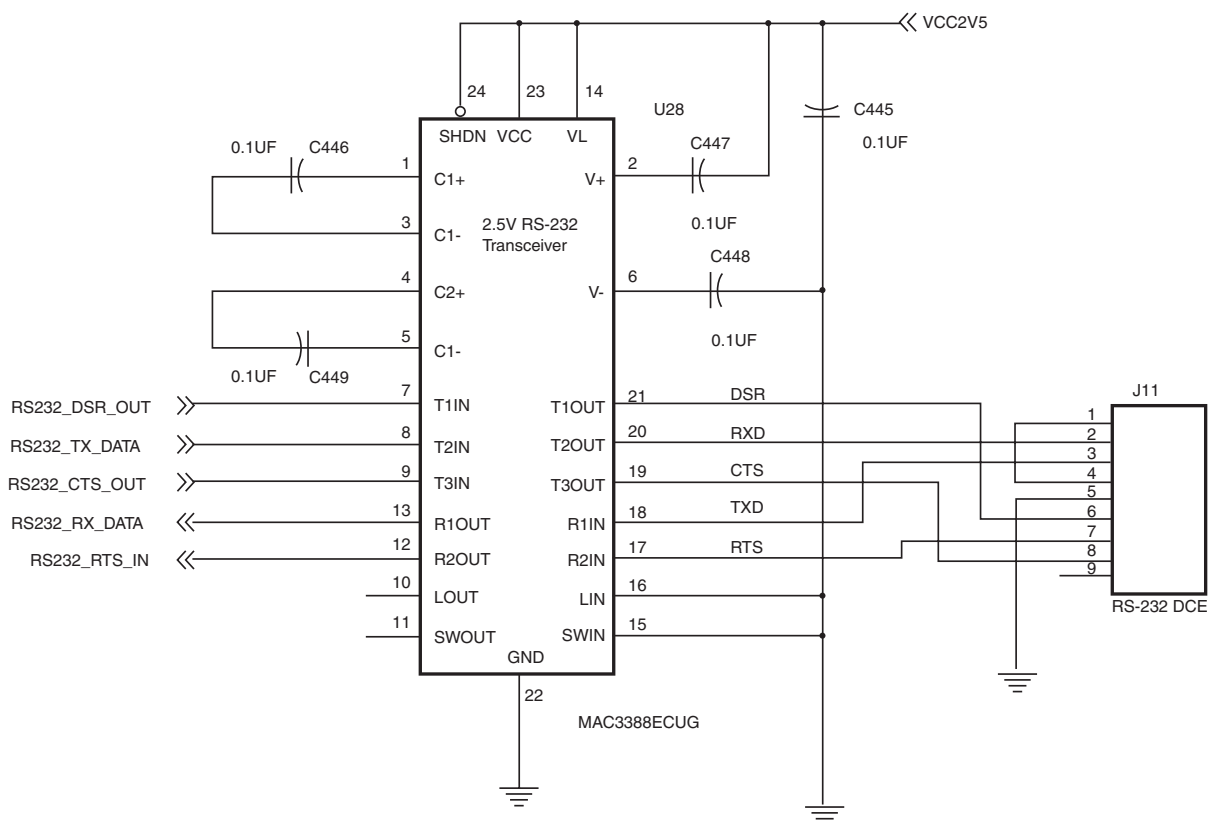 VCC2V5
24
23
14
U28
C445
0.1UF
SHDN
VCC
VL
0.1UF
C446
C447
1
C1+
V+
2
0.1UF
3
C1-
2.5V RS-232
Transceiver
C448
4
C2+
V-
6
0.1UF
5
C1-
0.1UF
C449
RS232_DSR_OUT
7
T1IN
T1OUT
21
DSR
J11
RS232_TX_DATA
8
T2IN
T2OUT
20
RXD
RS232_CTS_OUT
9
T3IN
T3OUT
19
CTS
RS232_RX_DATA
13
R1OUT
R1IN
18
TXD
RS232_RTS_IN
12
R2OUT
R2IN
17
RTS
10
LOUT
LIN
16
11
SWOUT
SWIN
15
1
2
3
4
5
6
7
8
9
RS-232 DCE
GND
22
MAC3388ECUG